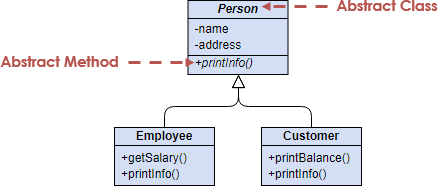 Person
Abstract Class
-name
-address
Abstract Method
+printInfo()
Employee
+getSalary()
+printInfo()
Customer
+printBalance()
+printInfo()